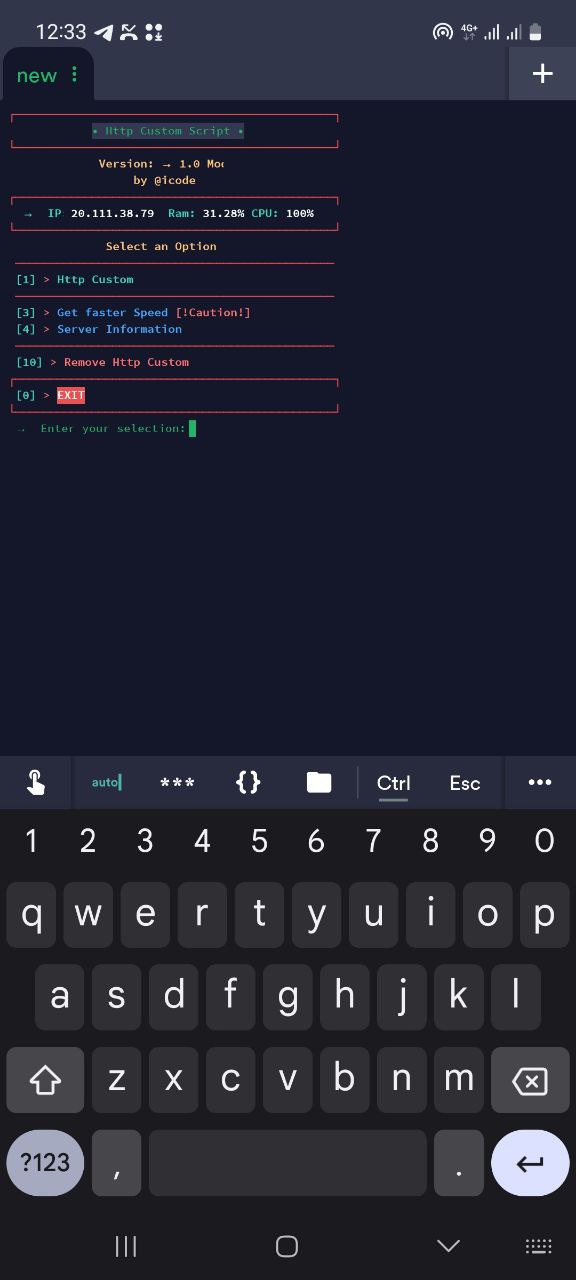 12:33
4G+
new
+
• Http Custom Script •
Version: → 1.0 Mod
by @icode
→ IP: 20.111.38.79 Ram: 31.28% CPU: 100%
Select an Option
[1] > Http Custom
[3] > Get faster Speed [!Caution!]
[4] > Server Information
[10] > Remove Http Custom
[0] > EXIT
→ Enter your selection:
auto *** {} Ctrl Esc •••
1 2 3 4 5 6 7 8 9 0
q w e r t y u i o p
a s d f g h j k l
z x c v b n m
?123 , .